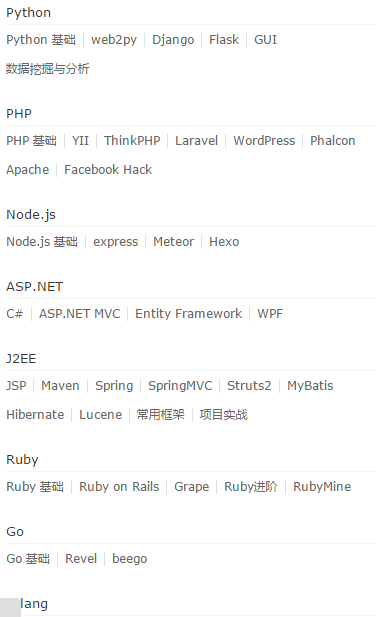 Python
Python 基础 web2py Django Flask GUI
数据挖掘与分析
PHP
PHP 基础 YII ThinkPHP Laravel WordPress Phalcon
Apache Facebook Hack
Node.js
Node.js 基础 express Meteor Hexo
ASP.NET
C# ASP.NET MVC Entity Framework WPF
J2EE
JSP Maven Spring SpringMVC Struts2 MyBatis
Hibernate Lucene 常用框架 项目实战
Ruby
Ruby 基础 Ruby on Rails Grape Ruby进阶 RubyMine
Go
Go 基础 Revel beego
lang